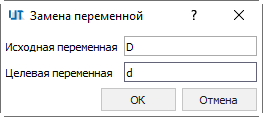 UT Замена переменной ? ×
Исходная переменная D
Целевая переменная d
OK Отмена